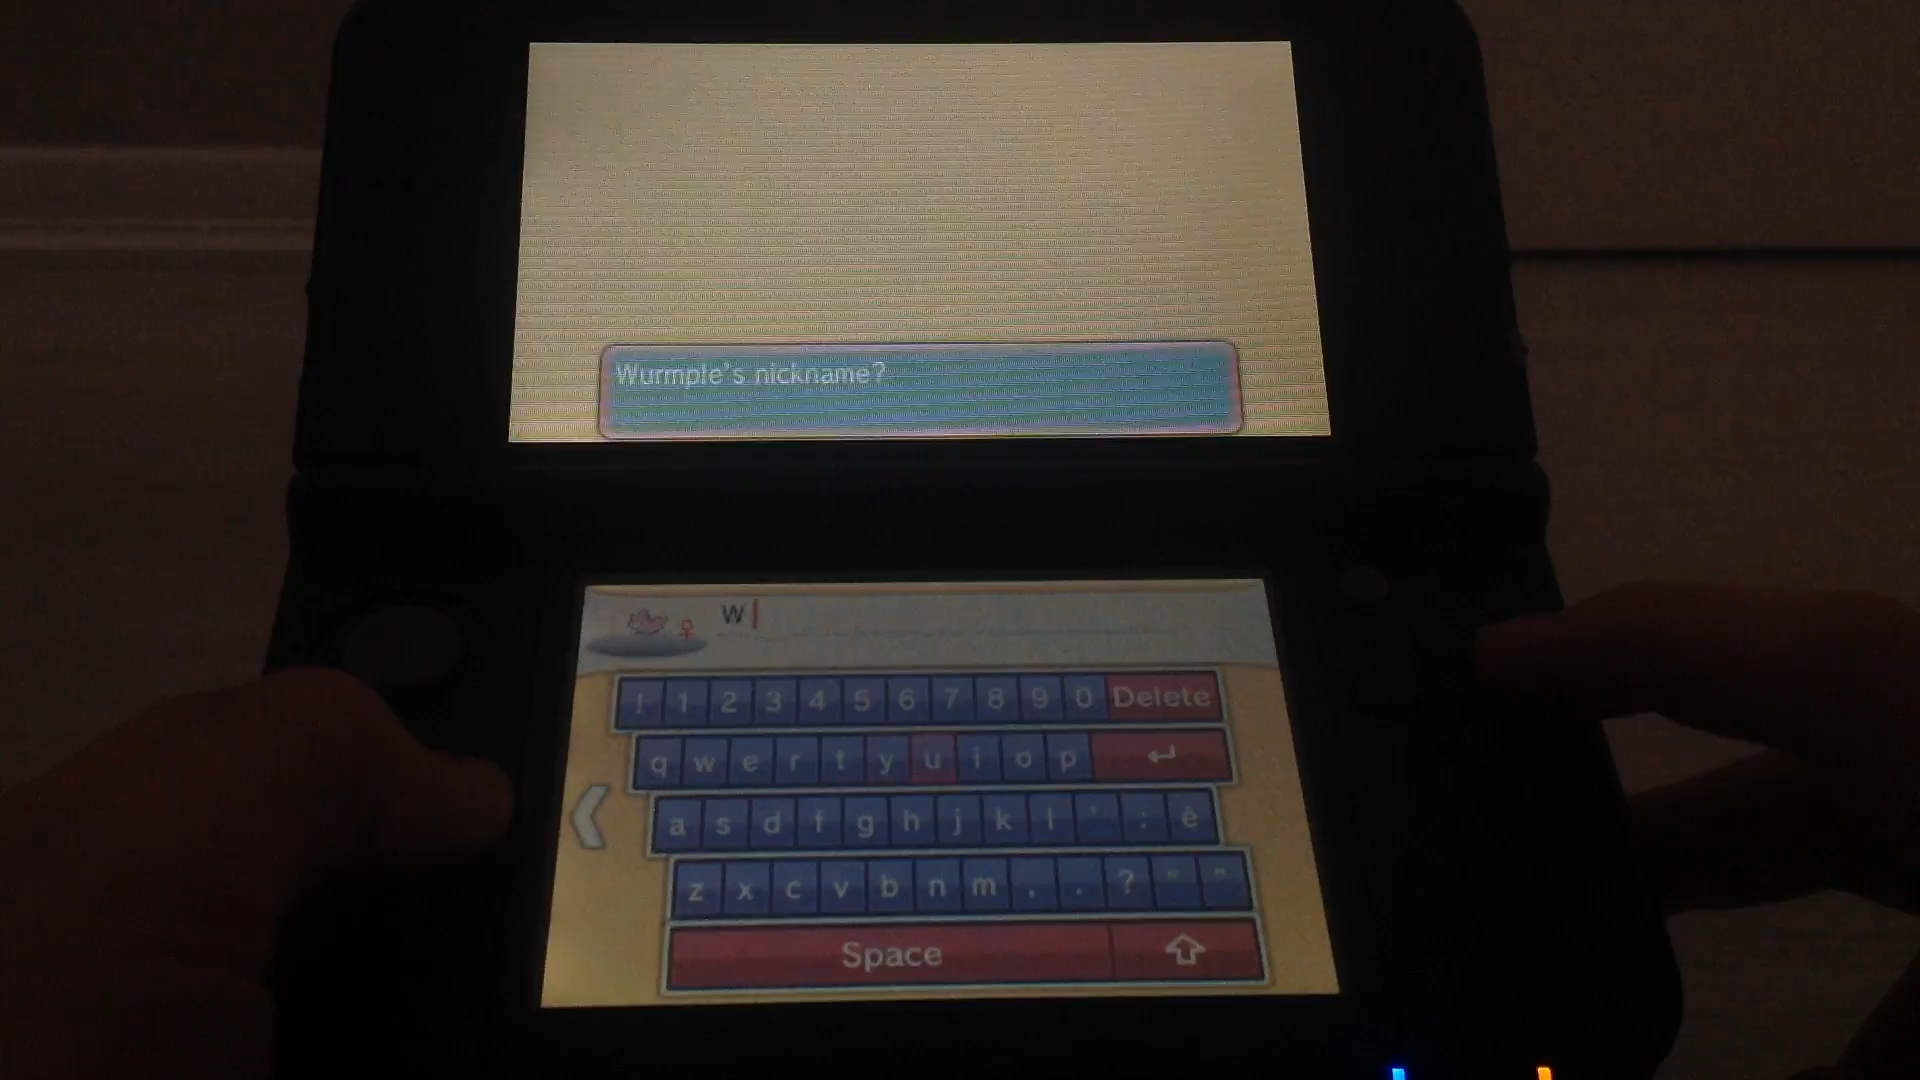 Wurmple's nickname?
W
! 1 2 3 4 5 6 7 8 9 0 Delete
q w e r t y u i o p
a s d f g h j k l ' : é
z x c v b n m , . ? “ ”
Space